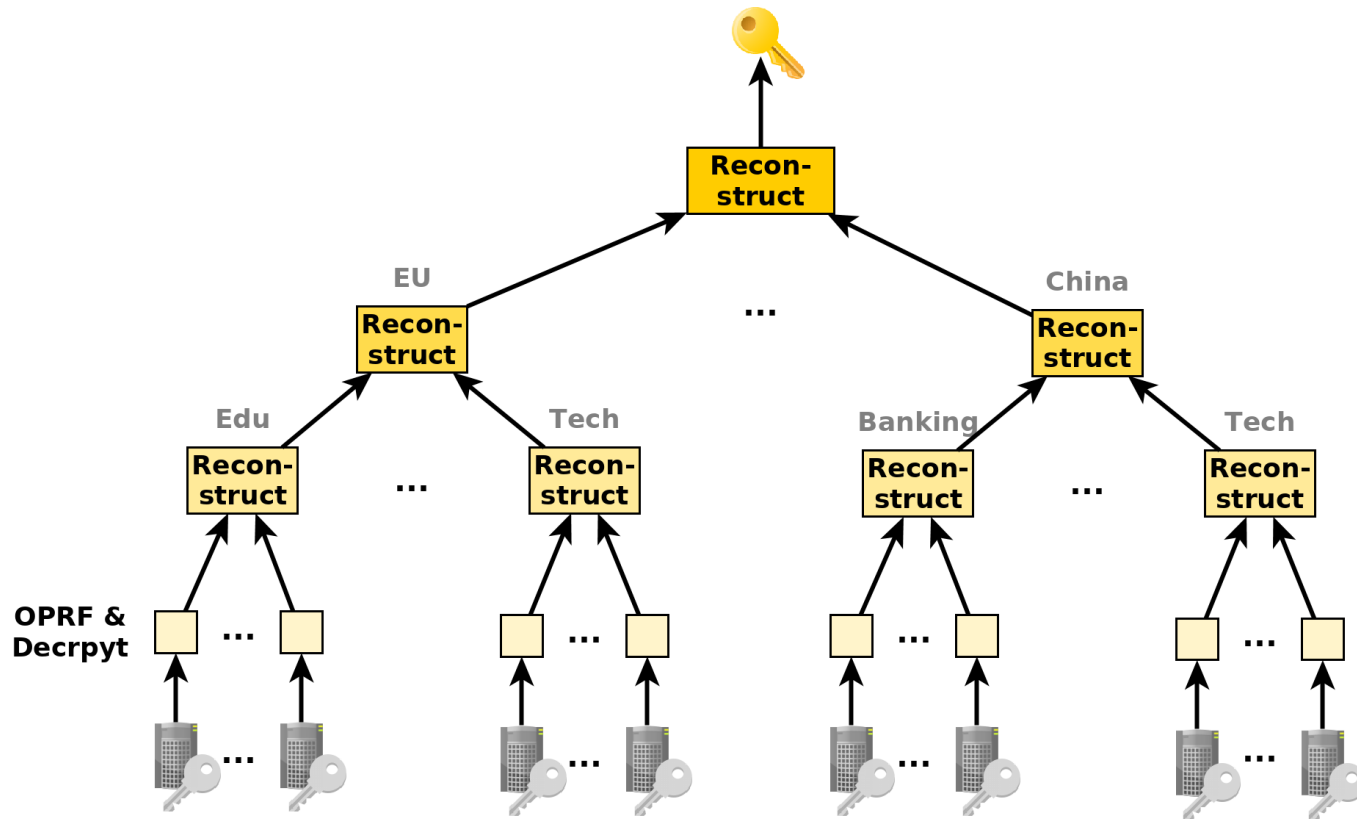 Recon-
struct
EU
China
...
Recon-
struct
Recon-
struct
Edu
Tech
Banking
Tech
Recon-
struct
...
Recon-
struct
Recon-
struct
...
Recon-
struct
OPRF &
Decrpyt
...
...
...
...
...
...
...
...